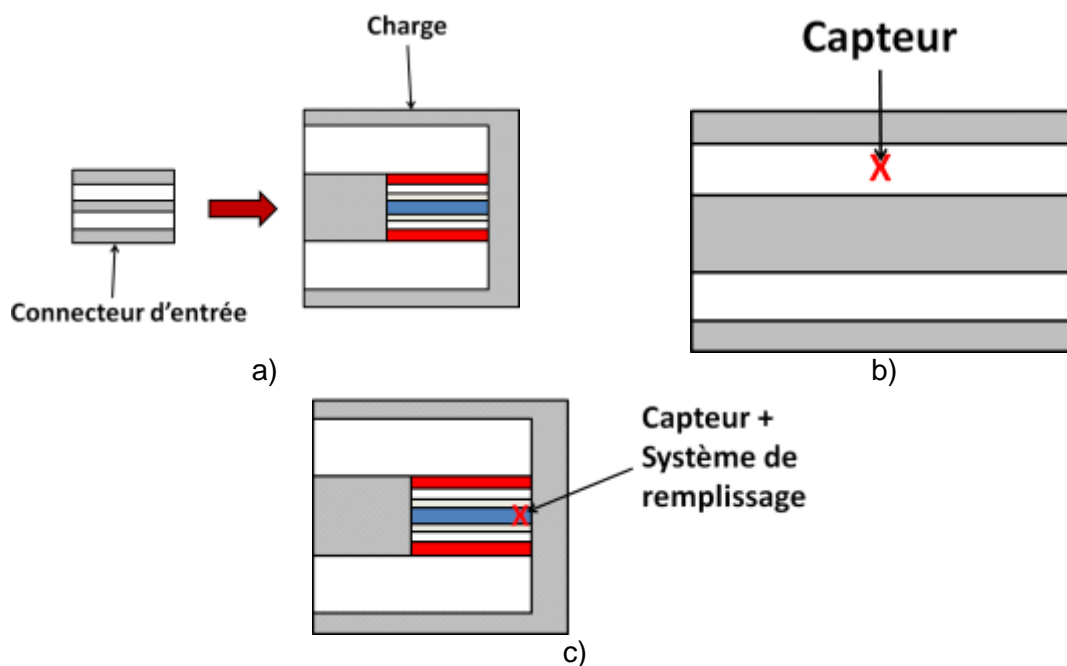 Charge
Connecteur d'entrée
a)
Capteur
X
b)
Capteur +
Système de
remplissage
X
c)